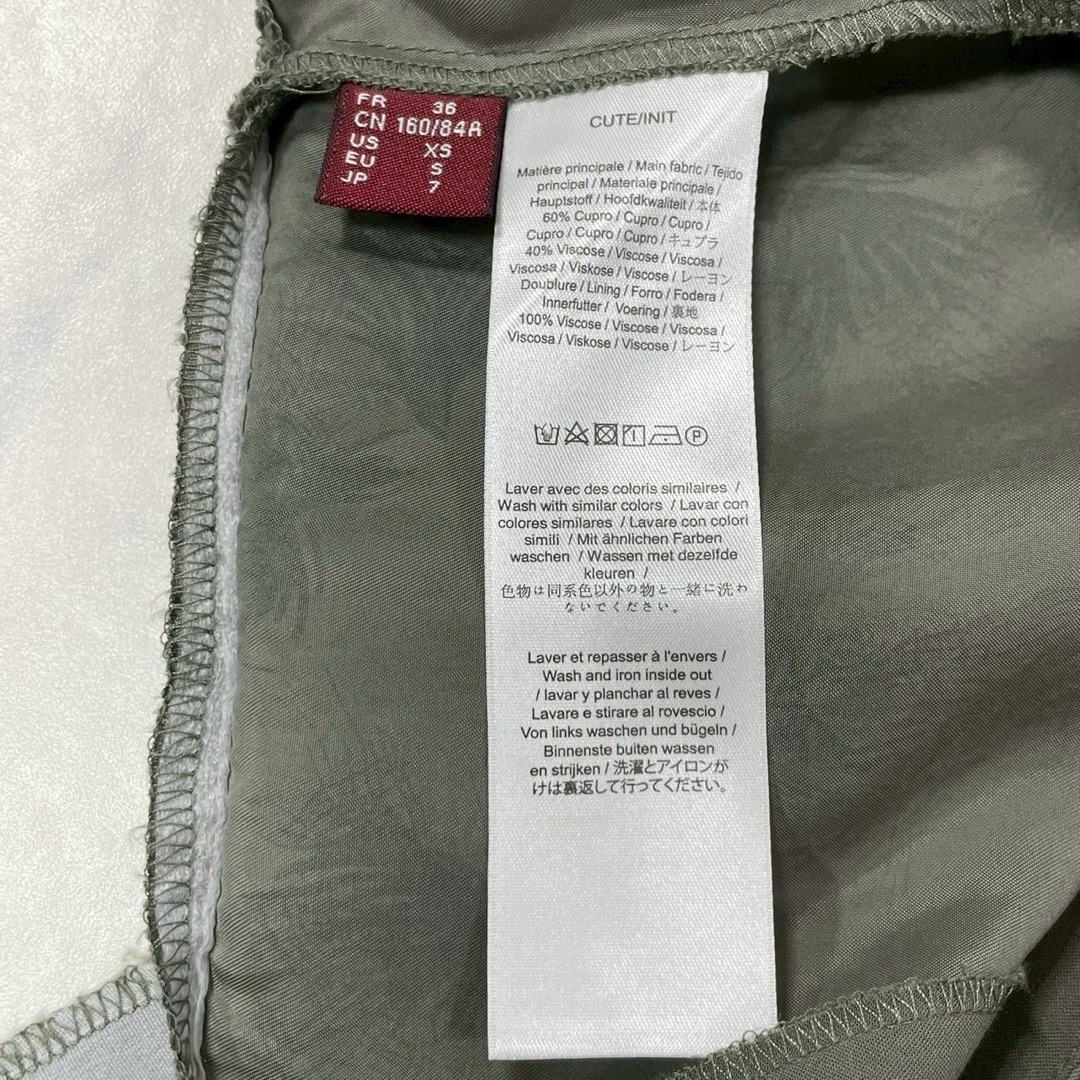 FR 36
CN 160/84A
US XS
EU S
JP 7
CUTE/INIT
Matière principale / Main fabric / Tejido
principal / Materiale principale /
Hauptstoff / Hoofdkwaliteit / 本体
60% Cupro / Cupro / Cupro /
Cupro / Cupro / Cupro / キュプラ
40% Viscose / Viscose / Viscosa /
Viscosa / Viskose / Viscose / レーヨン
Doublure / Lining / Forro / Fodera /
Innerfutter / Voering / 裏地
100% Viscose / Viscose / Viscosa /
Viscosa / Viskose / Viscose / レーヨン
P
Laver avec des coloris similaires /
Wash with similar colors / Lavar con
colores similares / Lavare con colori
simili / Mit ähnlichen Farben
waschen / Wassen met dezelfde
kleuren /
色物は同系色以外の物と一緒に洗わ
ないでください。
Laver et repasser à l'envers /
Wash and iron inside out
/ lavar y planchar al reves /
Lavare e stirare al rovescio /
Von links waschen und bügeln /
Binnenste buiten wassen
en strijken / 洗濯とアイロンが
けは裏返して行ってください。